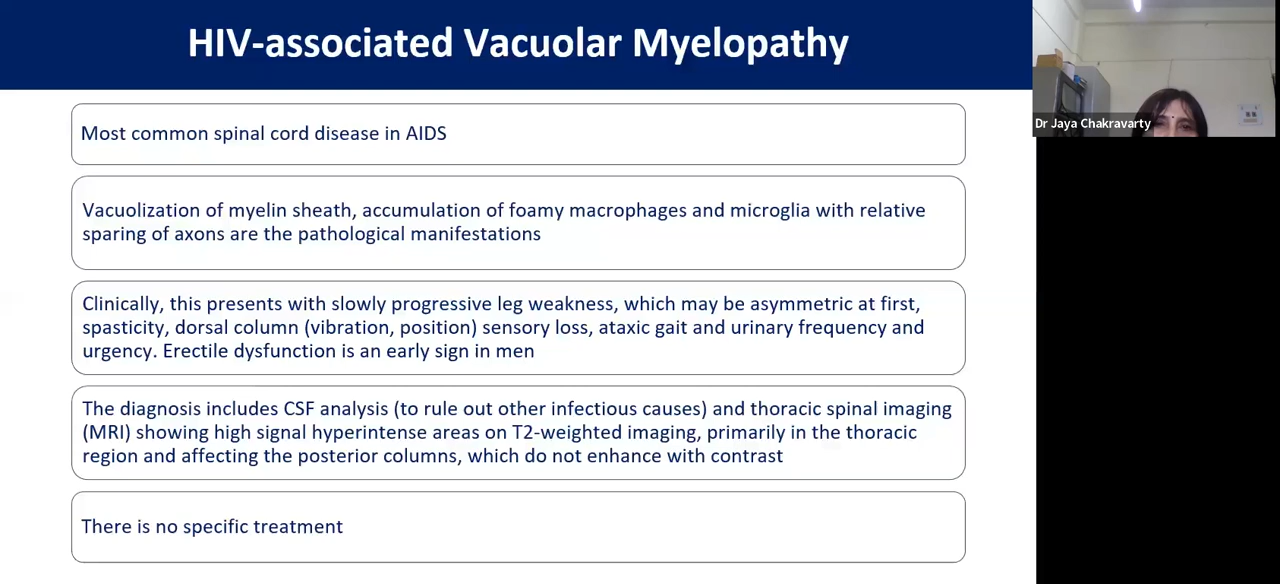 HIV-associated Vacuolar Myelopathy
Dr Jaya Chakravarty
Most common spinal cord disease in AIDS
Vacuolization of myelin sheath, accumulation of foamy macrophages and microglia with relative
sparing of axons are the pathological manifestations
Clinically, this presents with slowly progressive leg weakness, which may be asymmetric at first,
spasticity, dorsal column (vibration, position) sensory loss, ataxic gait and urinary frequency and
urgency. Erectile dysfunction is an early sign in men
The diagnosis includes CSF analysis (to rule out other infectious causes) and thoracic spinal imaging
(MRI) showing high signal hyperintense areas on T2-weighted imaging, primarily in the thoracic
region and affecting the posterior columns, which do not enhance with contrast
There is no specific treatment